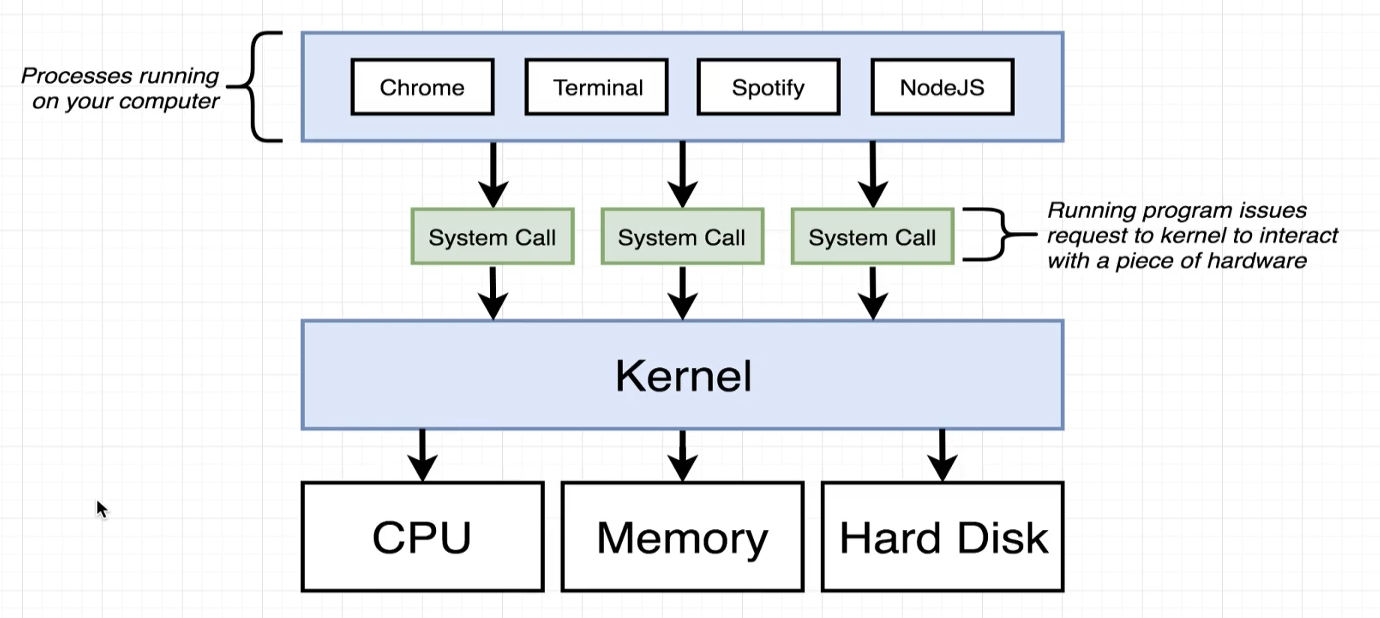 Processes running
on your computer
Chrome
Terminal
Spotify
NodeJS
System Call
System Call
System Call
Running program issues
request to kernel to interact
with a piece of hardware
Kernel
CPU
Memory
Hard Disk